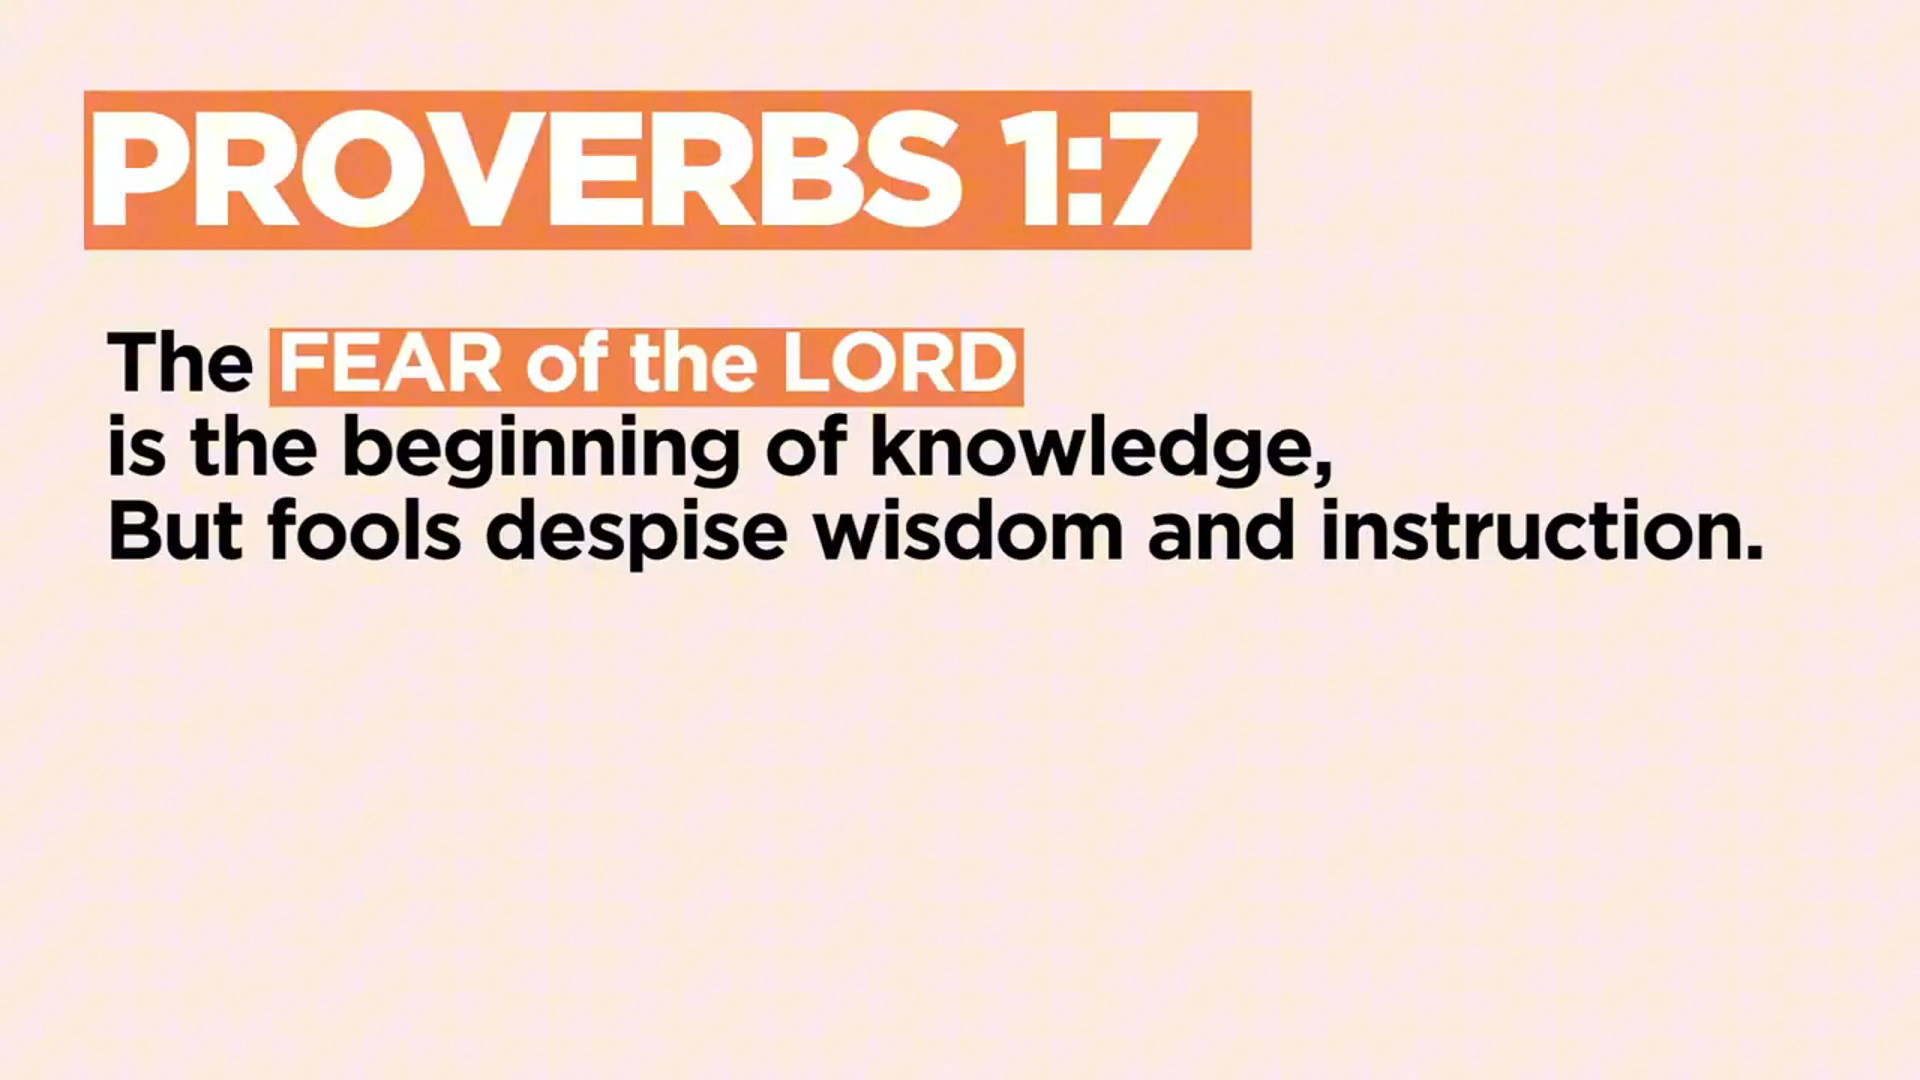 PROVERBS 1:7
The FEAR of the LORD
is the beginning of knowledge,
But fools despise wisdom and instruction.